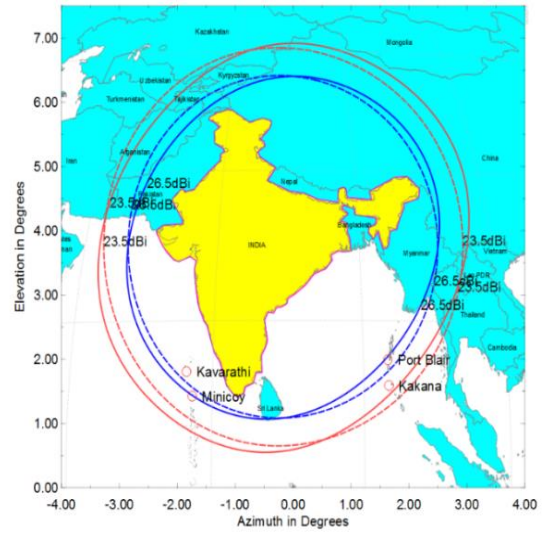 7.00
6.00
5.00
4.00
3.00
2.00
1.00
0.00
Elevation in Degrees
Kazakhstan
Mongolia
Uzbekistan
Kyrgyzstan
Turkmenistan
Tajikistan
Afganistan
Iran
China
26.5dBi
Nepal
23.5dBi
Bangladesh
23.5dBi
INDIA
Myanmar
23.5dBi
Vietnam
26.5dBi
Lao PDR
23.5dBi
26.5dBi
Thailand
Cambodia
Port Blair
Kavarathi
Kakana
Minicoy
Sri Lanka
-4.00 -3.00 -2.00 -1.00 0.00 1.00 2.00 3.00 4.00
Azimuth in Degrees